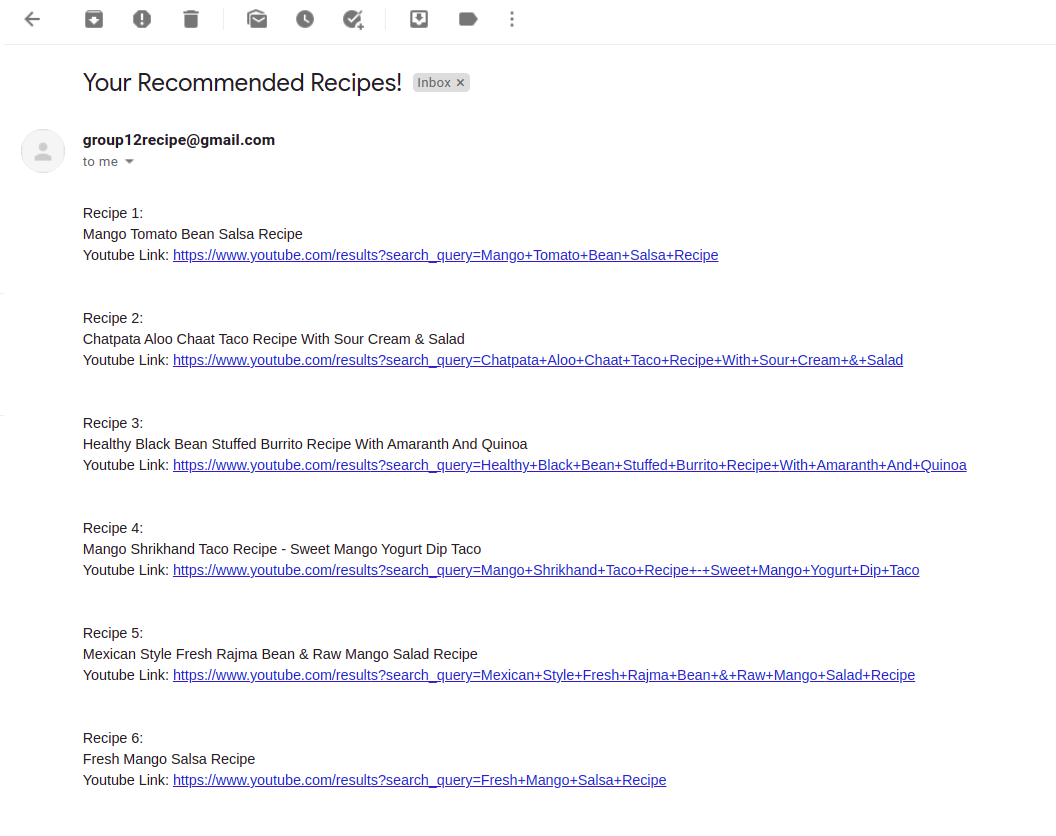 Your Recommended Recipes! Inbox ×
group12recipe@gmail.com
to me
Recipe 1:
Mango Tomato Bean Salsa Recipe
Youtube Link: https://www.youtube.com/results?search_query=Mango+Tomato+Bean+Salsa+Recipe
Recipe 2:
Chatpata Aloo Chaat Taco Recipe With Sour Cream & Salad
Youtube Link: https://www.youtube.com/results?search_query=Chatpata+Aloo+Chaat+Taco+Recipe+With+Sour+Cream+&+Salad
Recipe 3:
Healthy Black Bean Stuffed Burrito Recipe With Amaranth And Quinoa
Youtube Link: https://www.youtube.com/results?search_query=Healthy+Black+Bean+Stuffed+Burrito+Recipe+With+Amaranth+And+Quinoa
Recipe 4:
Mango Shrikhand Taco Recipe - Sweet Mango Yogurt Dip Taco
Youtube Link: https://www.youtube.com/results?search_query=Mango+Shrikhand+Taco+Recipe+-+Sweet+Mango+Yogurt+Dip+Taco
Recipe 5:
Mexican Style Fresh Rajma Bean & Raw Mango Salad Recipe
Youtube Link: https://www.youtube.com/results?search_query=Mexican+Style+Fresh+Rajma+Bean+&+Raw+Mango+Salad+Recipe
Recipe 6:
Fresh Mango Salsa Recipe
Youtube Link: https://www.youtube.com/results?search_query=Fresh+Mango+Salsa+Recipe